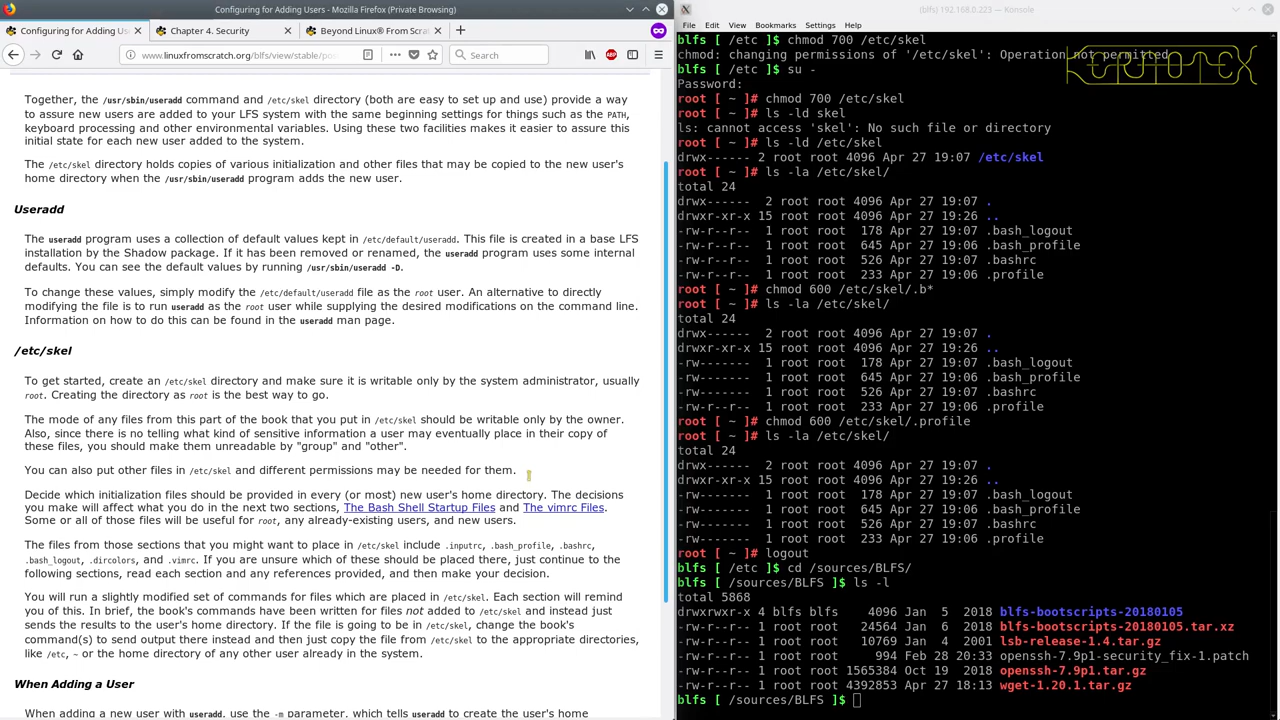 Configuring for Adding Users - Mozilla Firefox (Private Browsing)
Configuring for Adding Us
Chapter 4. Security
Beyond Linux® From Scrat
www.linuxfromscratch.org/blfs/view/stable/pos
Search
Together, the /usr/sbin/useradd command and /etc/skel directory (both are easy to set up and use) provide a way
to assure new users are added to your LFS system with the same beginning settings for things such as the PATH,
keyboard processing and other environmental variables. Using these two facilities makes it easier to assure this
initial state for each new user added to the system.
The /etc/skel directory holds copies of various initialization and other files that may be copied to the new user's
home directory when the /usr/sbin/useradd program adds the new user.
Useradd
The useradd program uses a collection of default values kept in /etc/default/useradd. This file is created in a base LFS
installation by the Shadow package. If it has been removed or renamed, the useradd program uses some internal
defaults. You can see the default values by running /usr/sbin/useradd -D.
To change these values, simply modify the /etc/default/useradd file as the root user. An alternative to directly
modifying the file is to run useradd as the root user while supplying the desired modifications on the command line.
Information on how to do this can be found in the useradd man page.
/etc/skel
To get started, create an /etc/skel directory and make sure it is writable only by the system administrator, usually
root. Creating the directory as root is the best way to go.
The mode of any files from this part of the book that you put in /etc/skel should be writable only by the owner.
Also, since there is no telling what kind of sensitive information a user may eventually place in their copy of
these files, you should make them unreadable by "group" and "other".
You can also put other files in /etc/skel and different permissions may be needed for them.
Decide which initialization files should be provided in every (or most) new user's home directory. The decisions
you make will affect what you do in the next two sections, The Bash Shell Startup Files and The vimrc Files.
Some or all of those files will be useful for root, any already-existing users, and new users.
The files from those sections that you might want to place in /etc/skel include .inputrc, .bash_profile, .bashrc,
.bash_logout, .dircolors, and .vimrc. If you are unsure which of these should be placed there, just continue to the
following sections, read each section and any references provided, and then make your decision.
You will run a slightly modified set of commands for files which are placed in /etc/skel. Each section will remind
you of this. In brief, the book's commands have been written for files not added to /etc/skel and instead just
sends the results to the user's home directory. If the file is going to be in /etc/skel, change the book's
command(s) to send output there instead and then just copy the file from /etc/skel to the appropriate directories,
like /etc, ~ or the home directory of any other user already in the system.
When Adding a User
When adding a new user with useradd, use the -m parameter, which tells useradd to create the user's home
(blfs) 192.168.0.223 — Konsole
File Edit View Bookmarks Settings Help
blfs [ /etc ]$ chmod 700 /etc/skel
chmod: changing permissions of '/etc/skel': Operation not permitted
blfs [ /etc ]$ su -
Password:
root [ ~ ]# chmod 700 /etc/skel
root [ ~ ]# ls -ld skel
ls: cannot access 'skel': No such file or directory
root [ ~ ]# ls -ld /etc/skel
drwx------ 2 root root 4096 Apr 27 19:07 /etc/skel
root [ ~ ]# ls -la /etc/skel/
total 24
drwx------ 2 root root 4096 Apr 27 19:07 .
drwxr-xr-x 15 root root 4096 Apr 27 19:26 ..
-rw-r--r-- 1 root root 178 Apr 27 19:07 .bash_logout
-rw-r--r-- 1 root root 645 Apr 27 19:06 .bash_profile
-rw-r--r-- 1 root root 526 Apr 27 19:06 .bashrc
-rw-r--r-- 1 root root 233 Apr 27 19:06 .profile
root [ ~ ]# chmod 600 /etc/skel/.b*
root [ ~ ]# ls -la /etc/skel/
total 24
drwx------ 2 root root 4096 Apr 27 19:07 .
drwxr-xr-x 15 root root 4096 Apr 27 19:26 ..
-rw------- 1 root root 178 Apr 27 19:07 .bash_logout
-rw------- 1 root root 645 Apr 27 19:06 .bash_profile
-rw------- 1 root root 526 Apr 27 19:06 .bashrc
-rw-r--r-- 1 root root 233 Apr 27 19:06 .profile
root [ ~ ]# chmod 600 /etc/skel/.profile
root [ ~ ]# ls -la /etc/skel/
total 24
drwx------ 2 root root 4096 Apr 27 19:07 .
drwxr-xr-x 15 root root 4096 Apr 27 19:26 ..
-rw------- 1 root root 178 Apr 27 19:07 .bash_logout
-rw------- 1 root root 645 Apr 27 19:06 .bash_profile
-rw------- 1 root root 526 Apr 27 19:06 .bashrc
-rw------- 1 root root 233 Apr 27 19:06 .profile
root [ ~ ]# logout
blfs [ /etc ]$ cd /sources/BLFS/
blfs [ /sources/BLFS ]$ ls -l
total 5868
drwxrwxr-x 4 blfs blfs 4096 Jan 5 2018 blfs-bootscripts-20180105
-rw-r--r-- 1 root root 24564 Jan 6 2018 blfs-bootscripts-20180105.tar.xz
-rw-r--r-- 1 root root 10769 Jan 4 2001 lsb-release-1.4.tar.gz
-rw-r--r-- 1 root root 994 Feb 28 20:33 openssh-7.9p1-security_fix-1.patch
-rw-r--r-- 1 root root 1565384 Oct 19 2018 openssh-7.9p1.tar.gz
-rw-r--r-- 1 root root 4392853 Apr 27 18:13 wget-1.20.1.tar.gz
blfs [ /sources/BLFS ]$